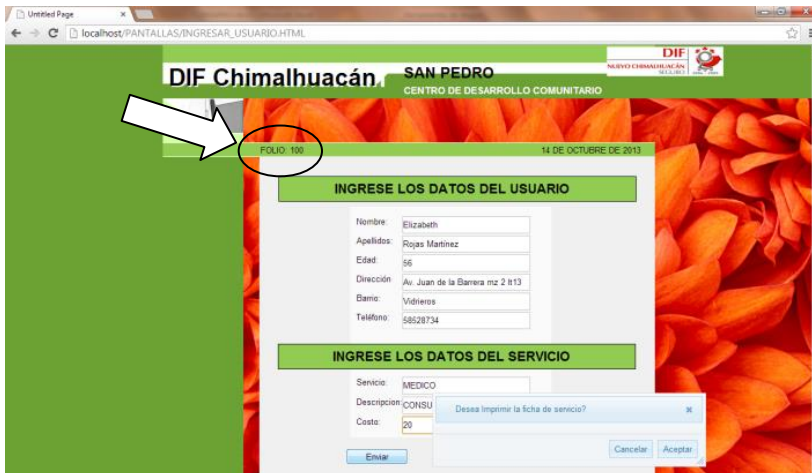 Untitled Page
localhost/PANTALLAS/INGRESAR_USUARIO.HTML
DIF Chimalhuacán
SAN PEDRO
CENTRO DE DESARROLLO COMUNITARIO
DIF
NUEVO CHIMALHUACÁN
SEGURO
FOLIO: 100
14 DE OCTUBRE DE 2013
INGRESE LOS DATOS DEL USUARIO
Nombre: Elizabeth
Apellidos: Rojas Martínez
Edad: 56
Dirección: Av. Juan de la Barrera mz 2 lt13
Barrio: Vidrieros
Teléfono: 58528734
INGRESE LOS DATOS DEL SERVICIO
Servicio: MEDICO
Descripcion: CONSU
Costo: 20
Desea Imprimir la ficha de servicio?
Cancelar Aceptar
Enviar